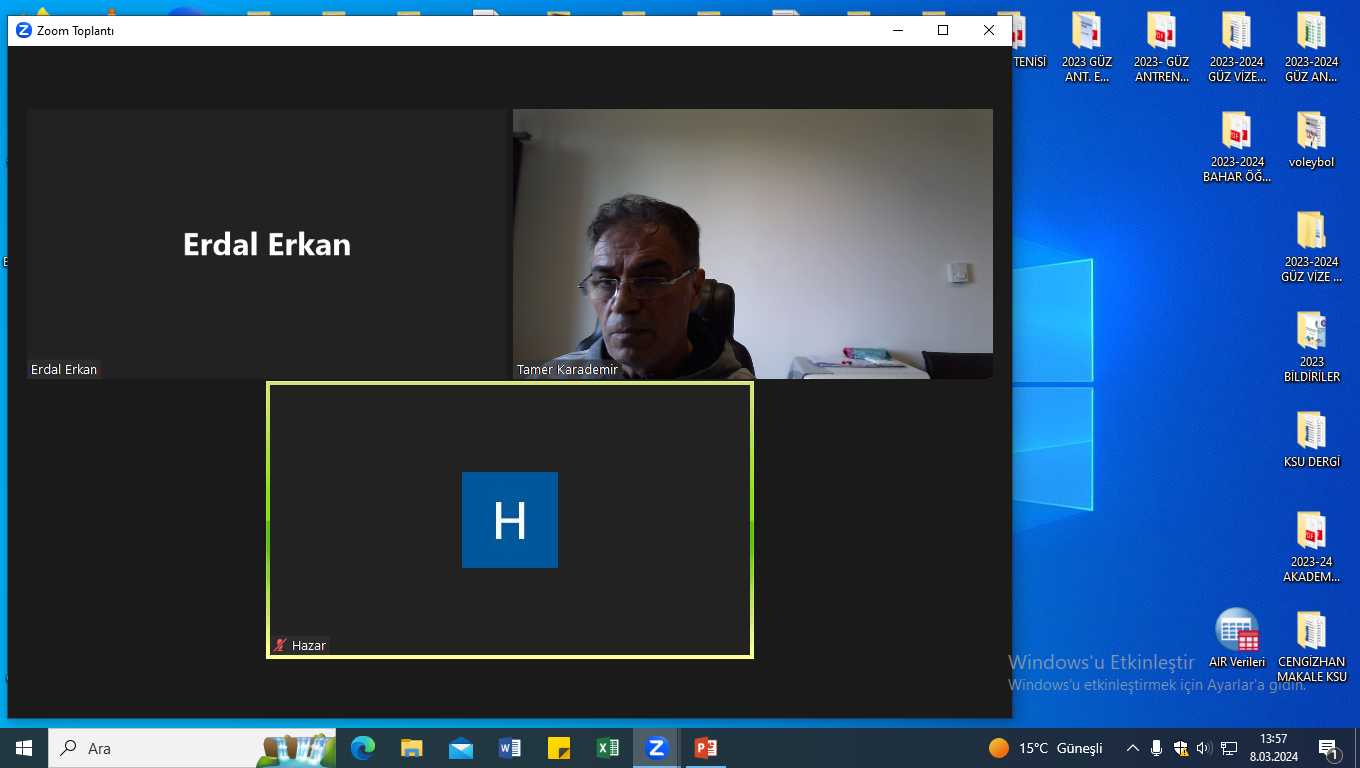 Zoom Toplantı
Erdal Erkan
Erdal Erkan
Tamer Karademir
H
Hazar
TENİSİ
2023 GÜZ
ANT. E...
2023- GÜZ
ANTREN...
2023-2024
GÜZ VİZE...
2023-2024
GÜZ AN...
2023-2024
BAHAR ÖĞ...
voleybol
2023-2024
GÜZ VİZE ...
2023
BİLDİRİLER
KSU DERGİ
2023-24
AKADEM...
AIR Verileri
CENGİZHAN
MAKALE KSU
Windows'u Etkinleştir
Windows'u etkinleştirmek için Ayarlar'a gidin.
Ara
15°C Güneşli
13:57
8.03.2024
1